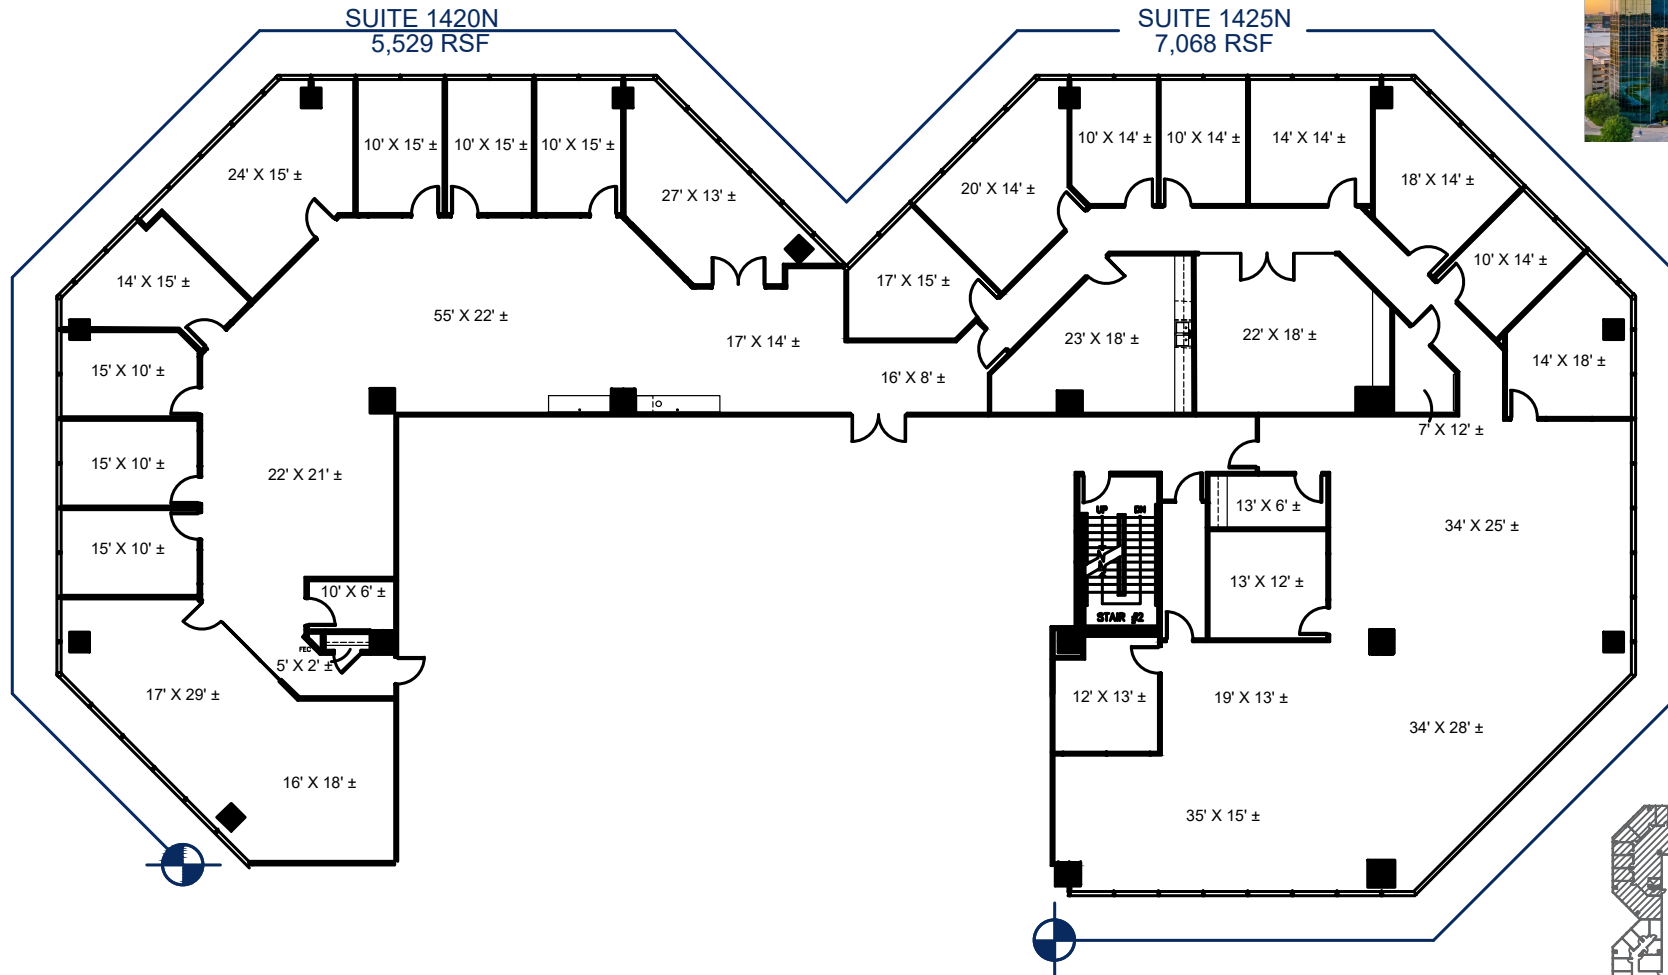 SUITE 1420N
5,529 RSF
SUITE 1425N
7,068 RSF
24' X 15' ±
10' X 15' ±
10' X 15' ±
10' X 15' ±
27' X 13' ±
14' X 15' ±
55' X 22' ±
17' X 14' ±
15' X 10' ±
16' X 8' ±
15' X 10' ±
22' X 21' ±
15' X 10' ±
10' X 6' ±
FEC
5' X 2' ±
17' X 29' ±
16' X 18' ±
20' X 14' ±
10' X 14' ±
10' X 14' ±
14' X 14' ±
18' X 14' ±
17' X 15' ±
10' X 14' ±
23' X 18' ±
22' X 18' ±
14' X 18' ±
7' X 12' ±
UP
DN
13' X 6' ±
34' X 25' ±
13' X 12' ±
STAIR #2
12' X 13' ±
19' X 13' ±
34' X 28' ±
35' X 15' ±